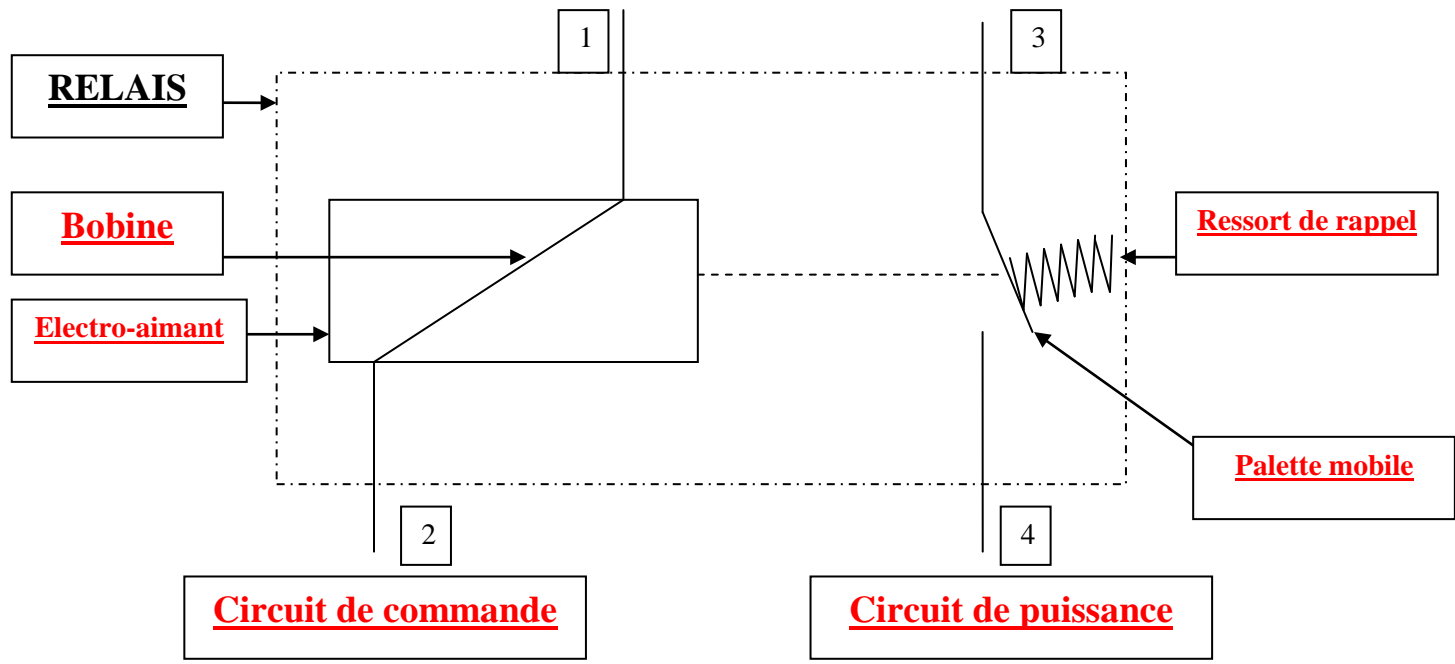 1
3
RELAIS
Bobine
Ressort de rappel
Electro-aimant
Palette mobile
2
4
Circuit de commande
Circuit de puissance